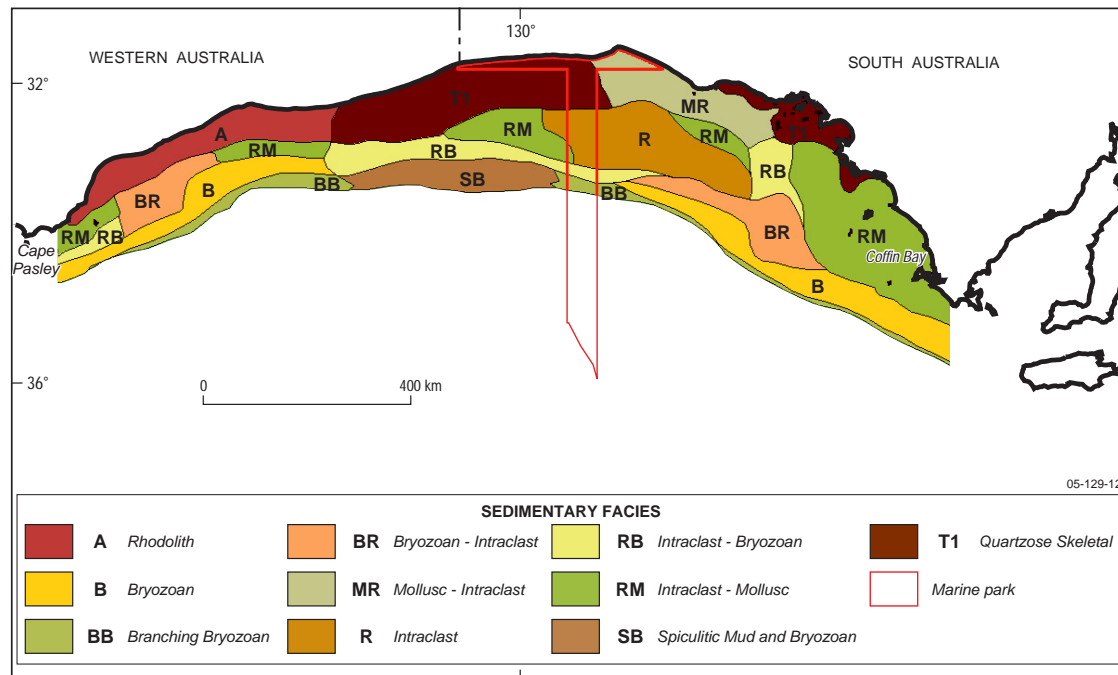 130°
WESTERN AUSTRALIA
SOUTH AUSTRALIA
32°
T1
MR
T1
A
RM
R
RM
RM
RB
RB
BB
SB
BB
B
BR
BR
RM
RM
RB
Cape
Pasley
Coffin Bay
B
36°
0
400 km
05-129-12
SEDIMENTARY FACIES
A Rhodolith
BR Bryozoan - Intraclast
RB Intraclast - Bryozoan
T1 Quartzose Skeletal
B Bryozoan
MR Mollusc - Intraclast
RM Intraclast - Mollusc
Marine park
BB Branching Bryozoan
R Intraclast
SB Spiculitic Mud and Bryozoan